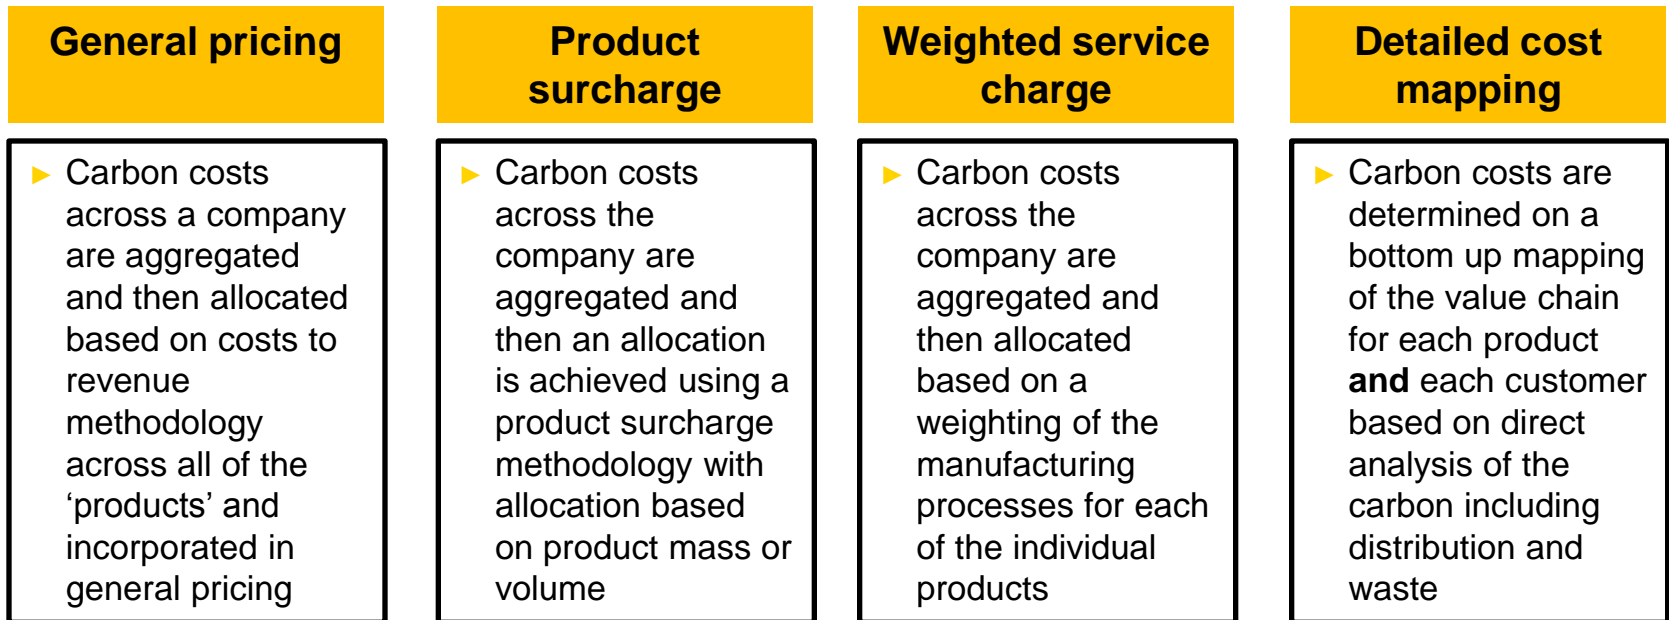 General pricing
► Carbon costs
across a company
are aggregated
and then allocated
based on costs to
revenue
methodology
across all of the
‘products’ and
incorporated in
general pricing
Product
surcharge
► Carbon costs
across the
company are
aggregated and
then an allocation
is achieved using a
product surcharge
methodology with
allocation based
on product mass or
volume
Weighted service
charge
► Carbon costs
across the
company are
aggregated and
then allocated
based on a
weighting of the
manufacturing
processes for each
of the individual
products
Detailed cost
mapping
► Carbon costs are
determined on a
bottom up mapping
of the value chain
for each product
and each customer
based on direct
analysis of the
carbon including
distribution and
waste